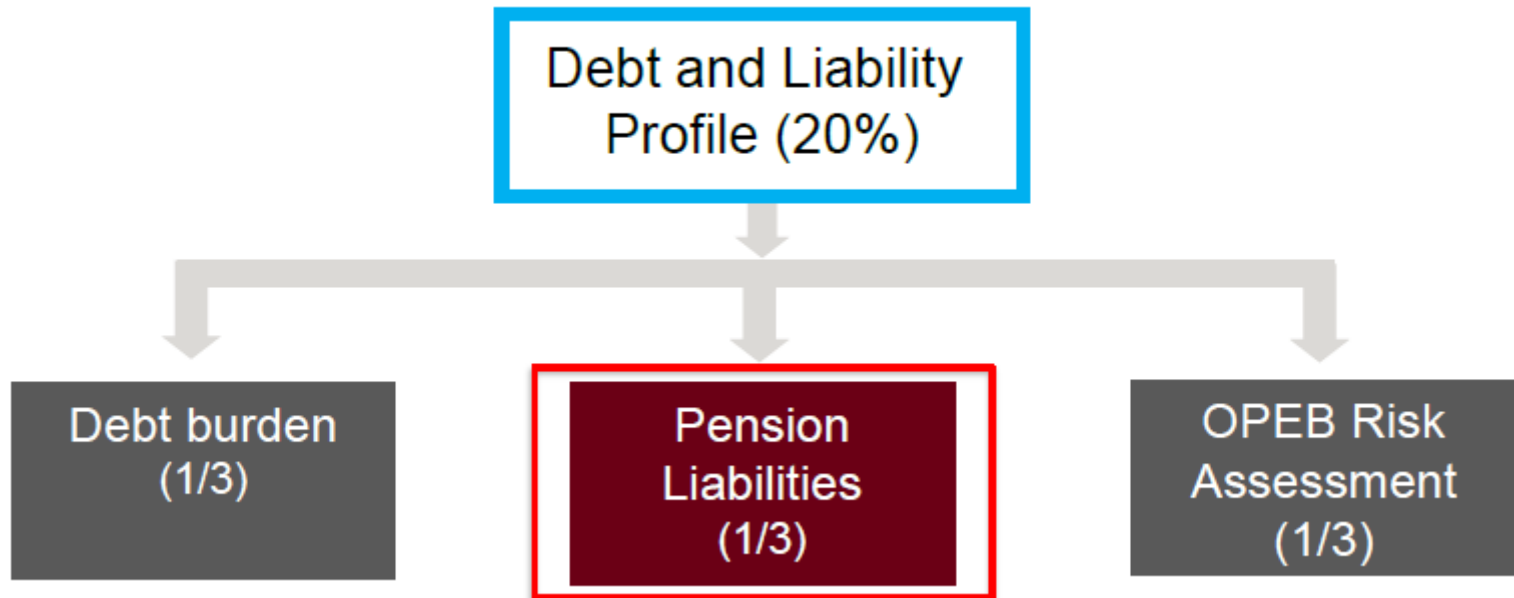 Debt and Liability
Profile (20%)
Debt burden
(1/3)
Pension
Liabilities
(1/3)
OPEB Risk
Assessment
(1/3)